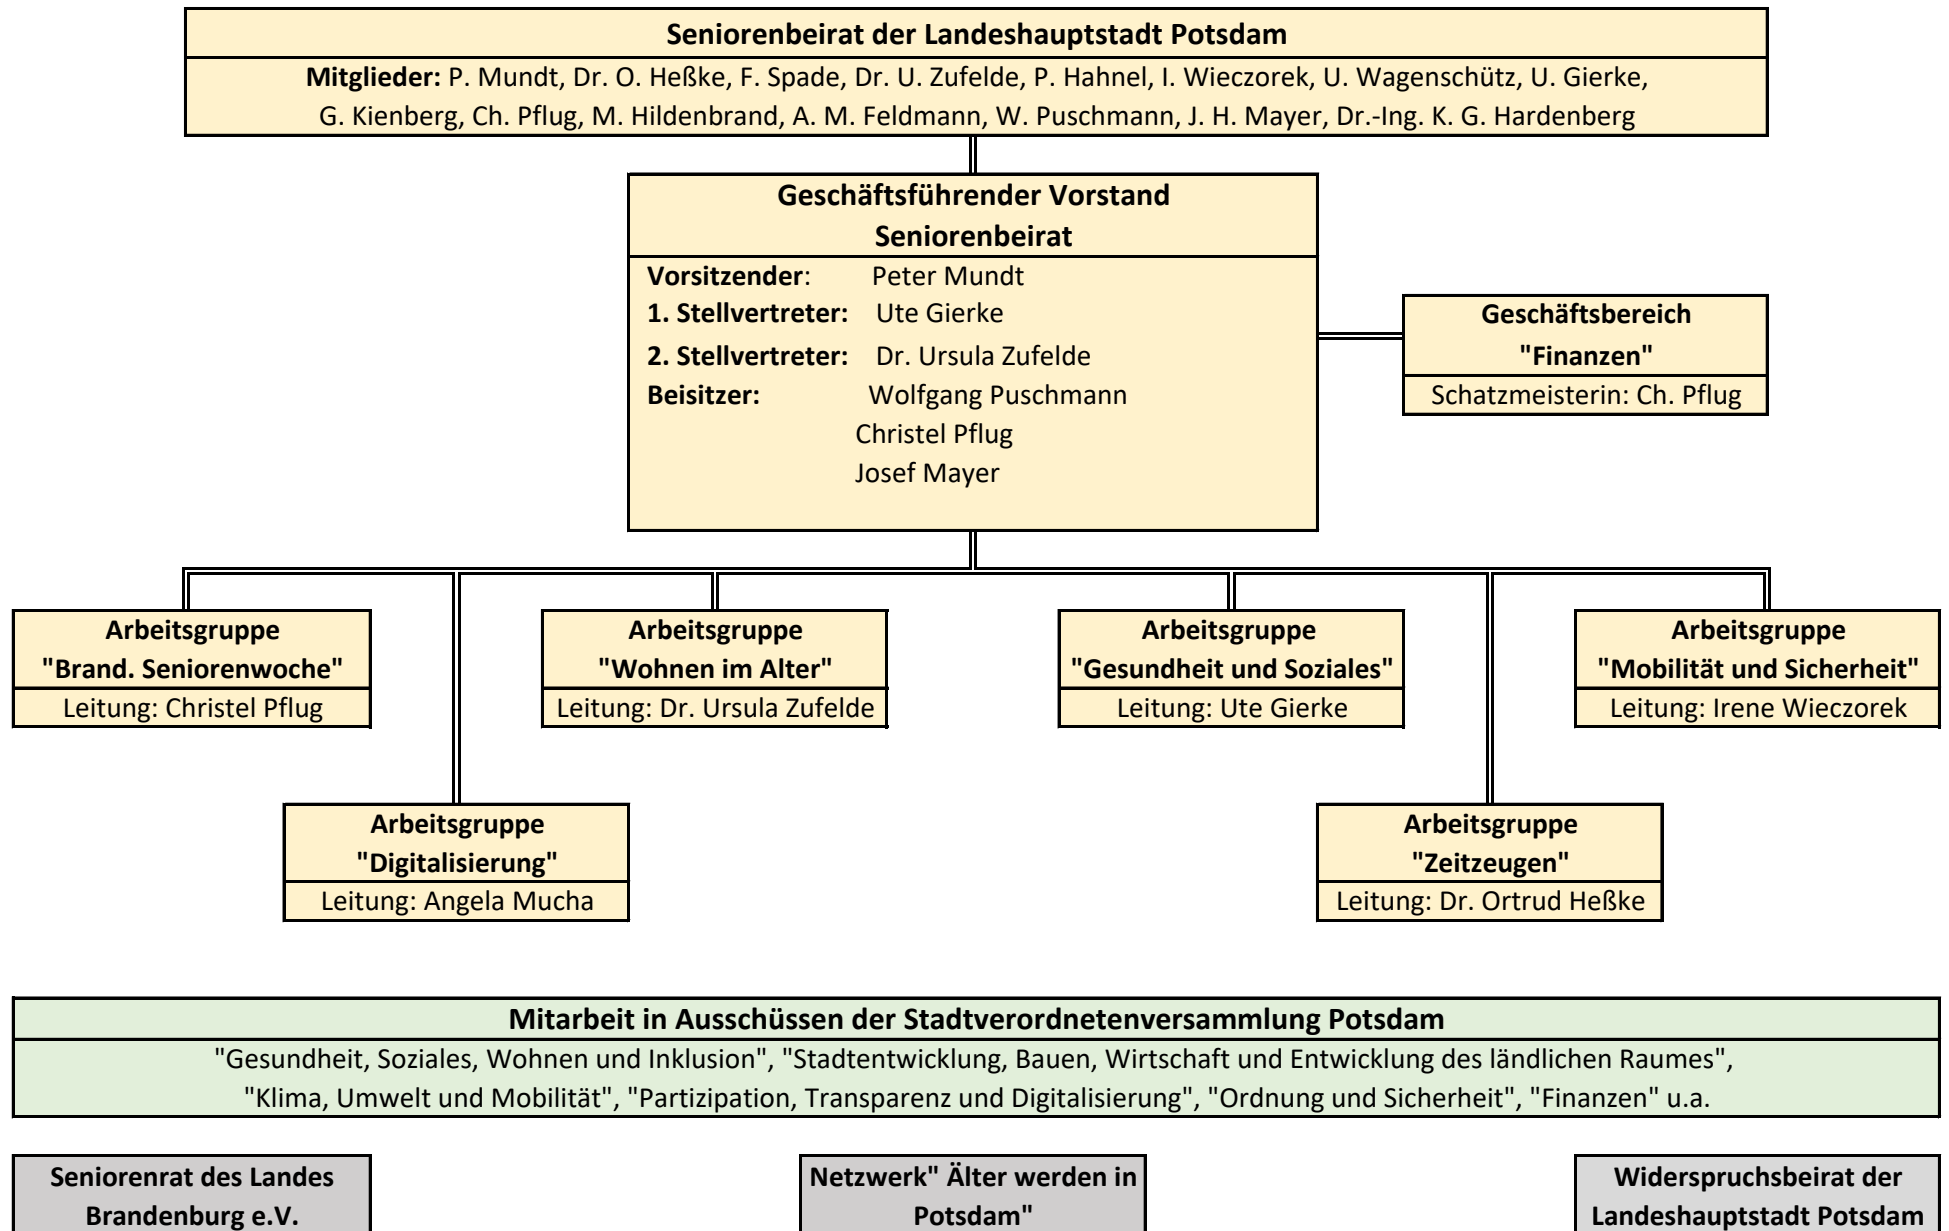 Seniorenbeirat der Landeshauptstadt Potsdam
Mitglieder: P. Mundt, Dr. O. Heßke, F. Spade, Dr. U. Zufelde, P. Hahnel, I. Wieczorek, U. Wagenschütz, U. Gierke,
G. Kienberg, Ch. Pflug, M. Hildenbrand, A. M. Feldmann, W. Puschmann, J. H. Mayer, Dr.-Ing. K. G. Hardenberg
Geschäftsführender Vorstand
Seniorenbeirat
Vorsitzender: Peter Mundt
1. Stellvertreter: Ute Gierke
2. Stellvertreter: Dr. Ursula Zufelde
Beisitzer: Wolfgang Puschmann
Christel Pflug
Josef Mayer
Geschäftsbereich
"Finanzen"
Schatzmeisterin: Ch. Pflug
Arbeitsgruppe
"Brand. Seniorenwoche"
Leitung: Christel Pflug
Arbeitsgruppe
"Wohnen im Alter"
Leitung: Dr. Ursula Zufelde
Arbeitsgruppe
"Gesundheit und Soziales"
Leitung: Ute Gierke
Arbeitsgruppe
"Mobilität und Sicherheit"
Leitung: Irene Wieczorek
Arbeitsgruppe
"Digitalisierung"
Leitung: Angela Mucha
Arbeitsgruppe
"Zeitzeugen"
Leitung: Dr. Ortrud Heßke
Mitarbeit in Ausschüssen der Stadtverordnetenversammlung Potsdam
"Gesundheit, Soziales, Wohnen und Inklusion", "Stadtentwicklung, Bauen, Wirtschaft und Entwicklung des ländlichen Raumes",
"Klima, Umwelt und Mobilität", "Partizipation, Transparenz und Digitalisierung", "Ordnung und Sicherheit", "Finanzen" u.a.
Seniorenrat des Landes
Brandenburg e.V.
Netzwerk" Älter werden in
Potsdam"
Widerspruchsbeirat der
Landeshauptstadt Potsdam